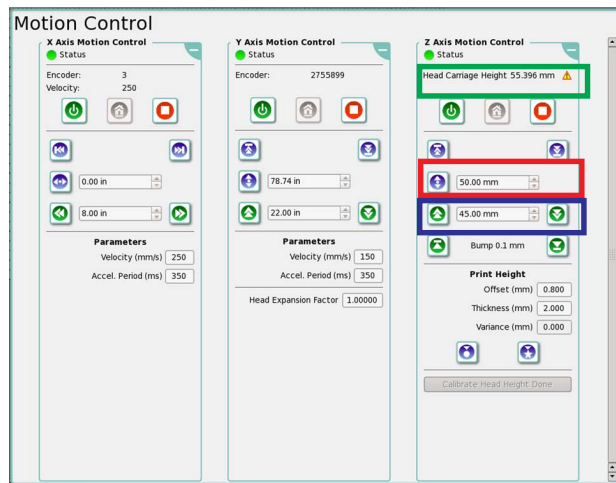 Motion Control
X Axis Motion Control
Status
Encoder: 3
Velocity: 250
0.00 in
8.00 in
Parameters
Velocity (mm/s) 250
Accel. Period (ms) 350
Y Axis Motion Control
Status
Encoder: 2755899
78.74 in
22.00 in
Parameters
Velocity (mm/s) 150
Accel. Period (ms) 350
Head Expansion Factor 1.00000
Z Axis Motion Control
Status
Head Carriage Height 55.396 mm
50.00 mm
45.00 mm
Bump 0.1 mm
Print Height
Offset (mm) 0.800
Thickness (mm) 2.000
Variance (mm) 0.000
Calibrate Head Height Done